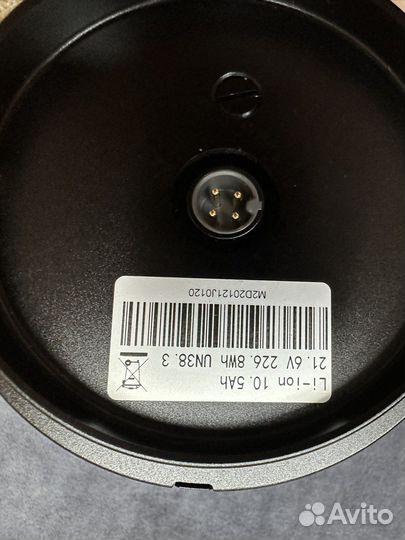 Li-ion 10.5Ah
21.6V 226.8Wh UN38.3
M2D20121J0120
Avito